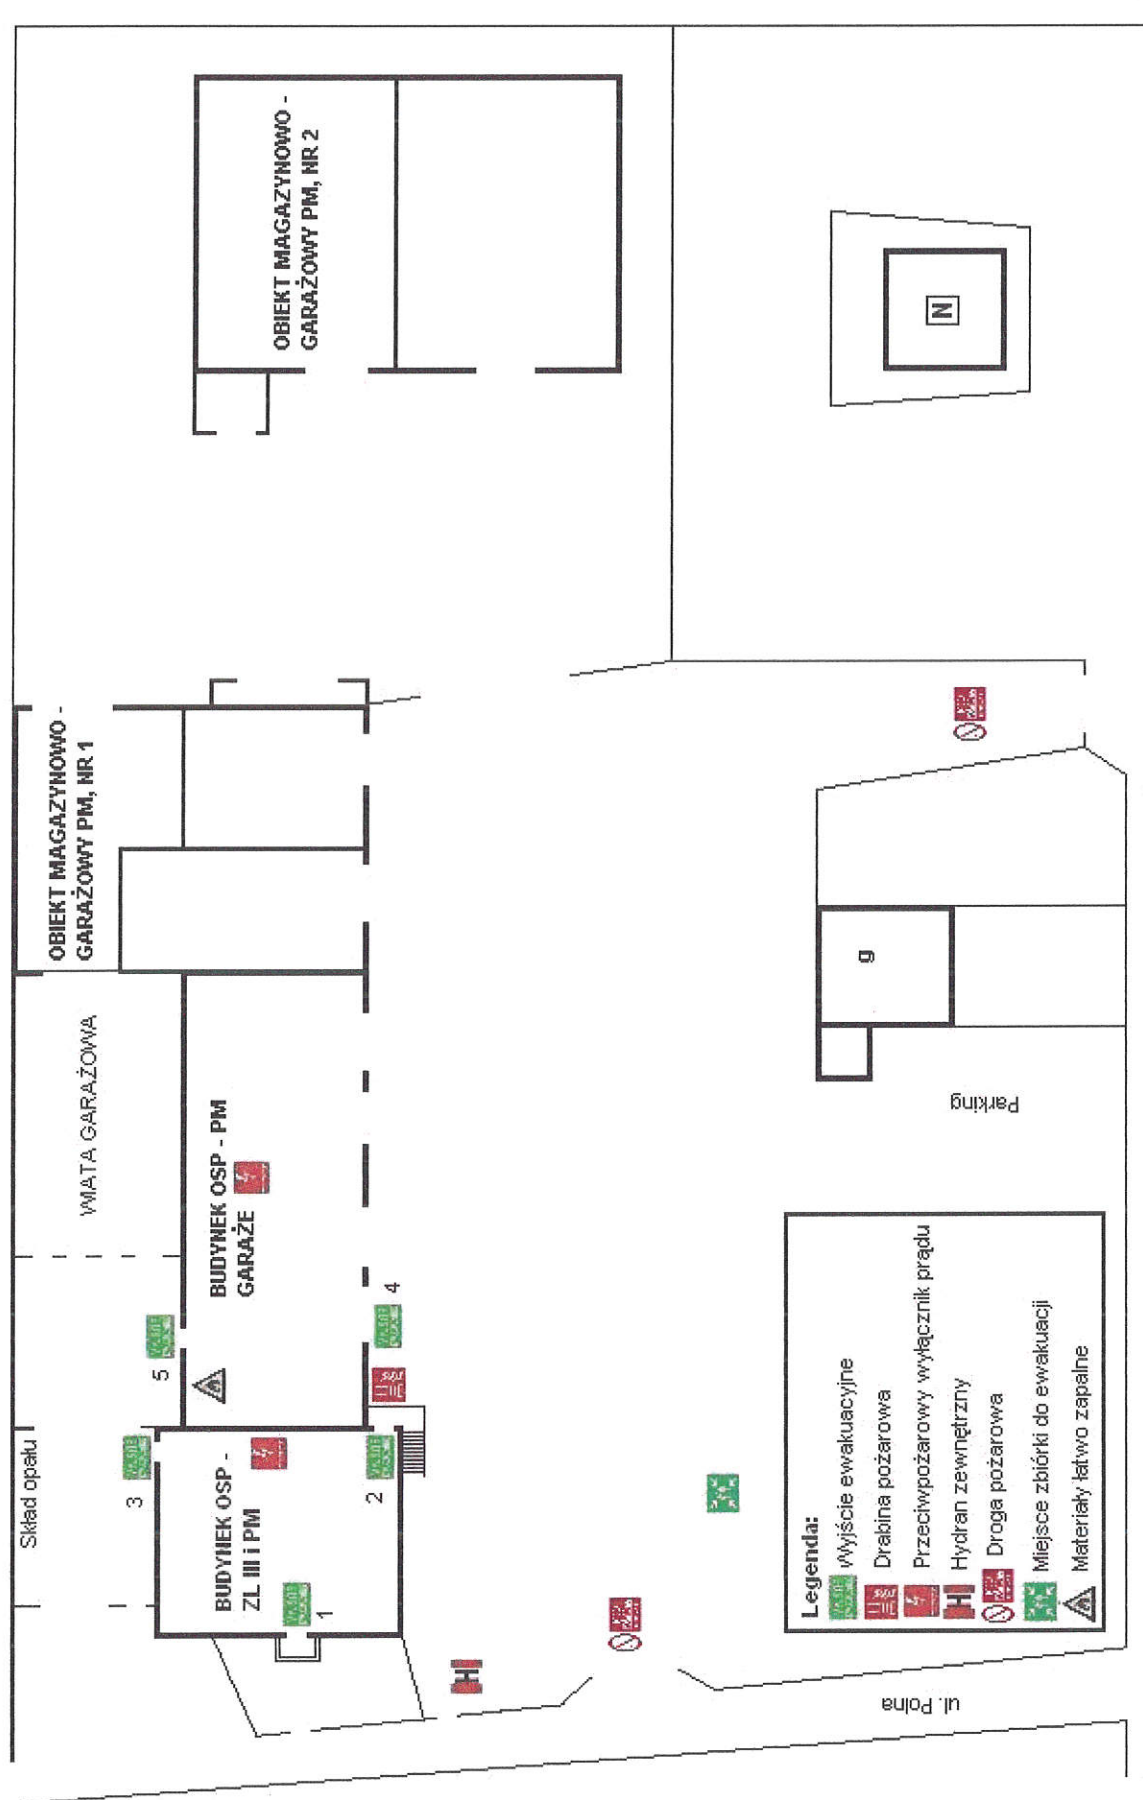 OBIEKT MAGAZYNOWO -
GARAŻOWY PM, NR 2
N
OBIEKT MAGAZYNOWO -
GARAŻOWY PM, NR 1
WIATA GARAŻOWA
BUDYNEK OSP - PM
GARAŻE
g
Parking
4
5
Skład opału
3
BUDYNEK OSP -
ZL III i PM
2
1
H
ul. Polna
Legenda:
Wyjście ewakuacyjne
Drabina pożarowa
Przeciwpożarowy wyłącznik prądu
H
Hydran zewnętrzny
Droga pożarowa
Miejsce zbiórki do ewakuacji
Materiały łatwo zapalne